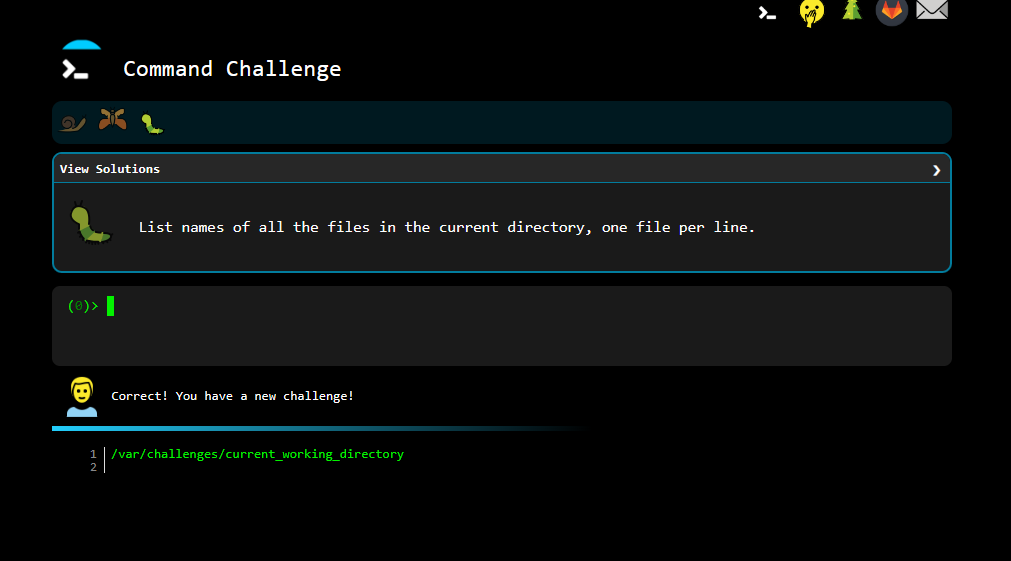 Command Challenge
View Solutions
List names of all the files in the current directory, one file per line.
(0)>
Correct! You have a new challenge!
1 /var/challenges/current_working_directory
2